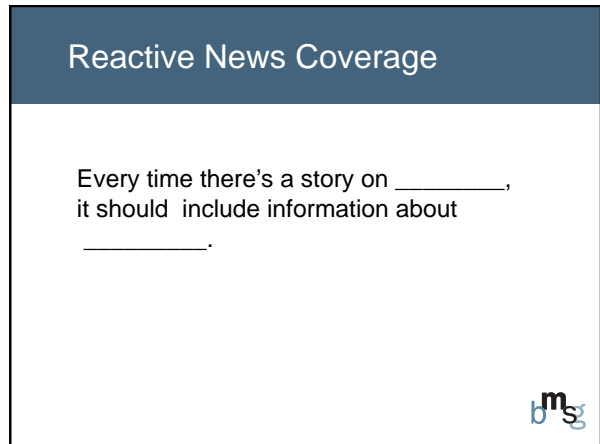 Reactive News Coverage
Every time there’s a story on ________,
it should  include information about
_________.
bmsg